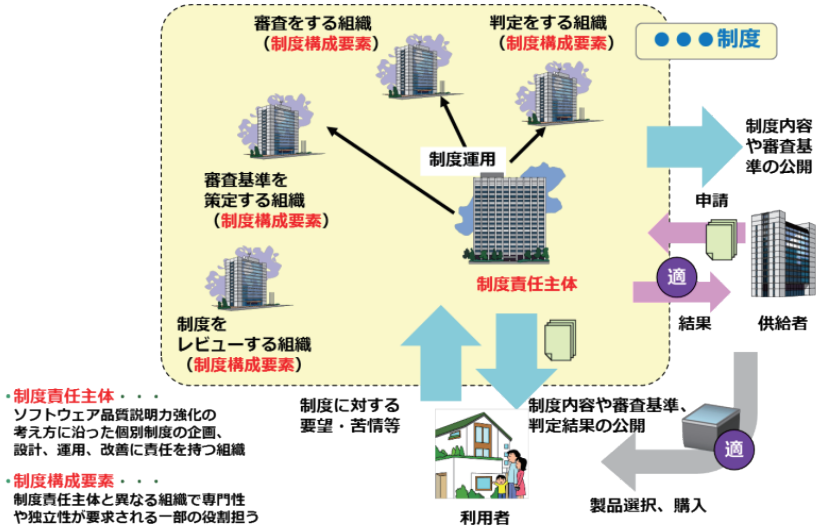 審査をする組織
（制度構成要素）
判定をする組織
（制度構成要素）
●●●制度
制度運用
審査基準を
策定する組織
（制度構成要素）
制度責任主体
制度を
レビューする組織
（制度構成要素）
制度内容
や審査基
準の公開
申請
適
結果
供給者
制度に対する
要望・苦情等
制度内容や審査基準、
判定結果の公開
適
製品選択、購入
利用者
・制度責任主体・・・
ソフトウェア品質説明力強化の
考え方に沿った個別制度の企画、
設計、運用、改善に責任を持つ組織
・制度構成要素・・・
制度責任主体と異なる組織で専門性
や独立性が要求される一部の役割担う